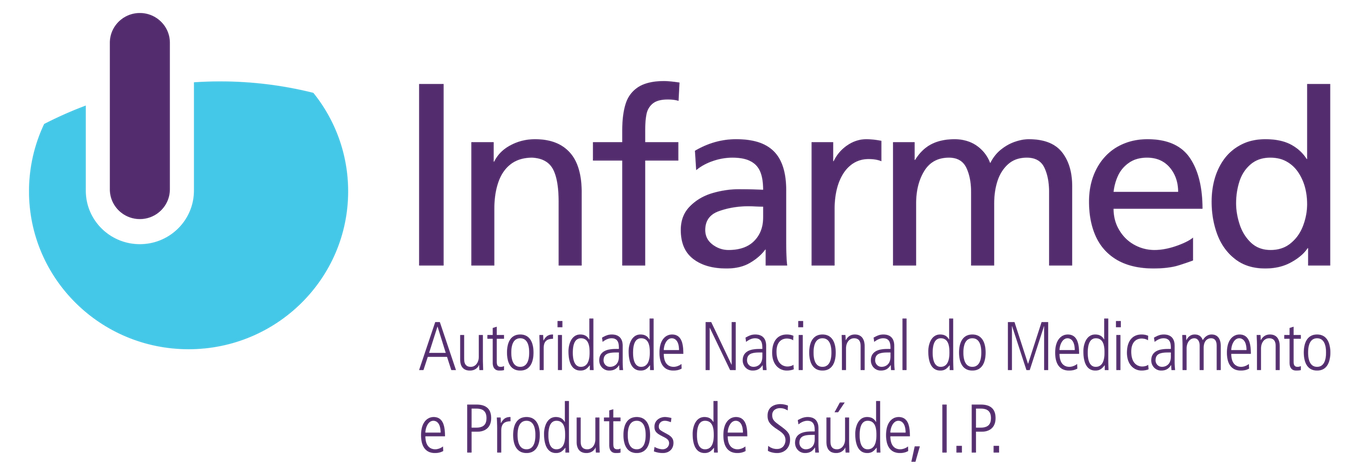 Infarmed
Autoridade Nacional do Medicamento
e Produtos de Saúde, I.P.